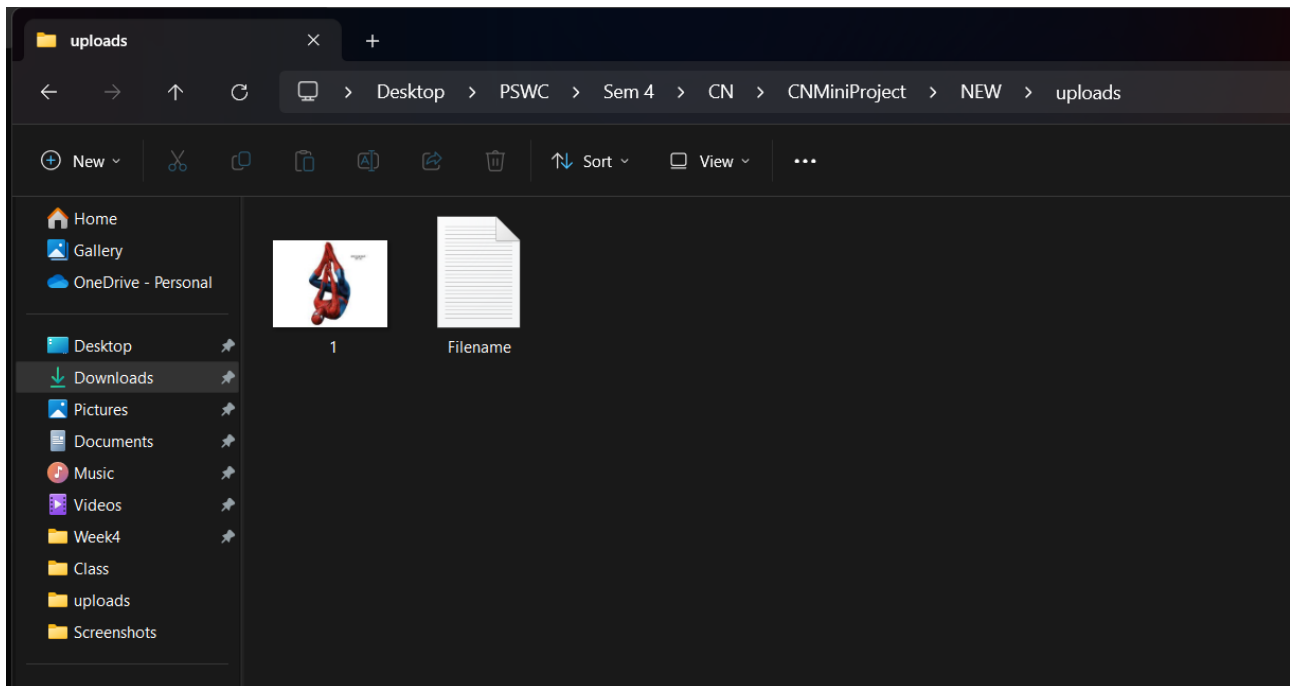 uploads
Desktop > PSWC > Sem 4 > CN > CNMiniProject > NEW > uploads
New Sort View
Home
Gallery
OneDrive - Personal
Desktop
Downloads
Pictures
Documents
Music
Videos
Week4
Class
uploads
Screenshots
1 Filename